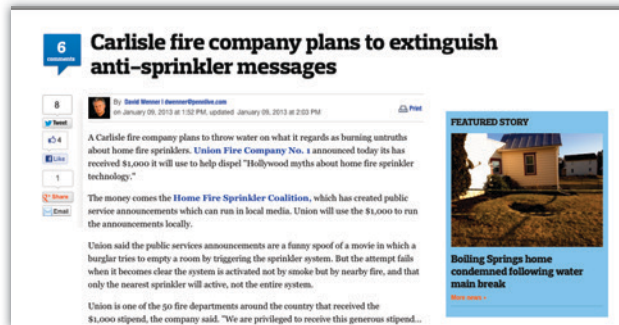 6
comments
Carlisle fire company plans to extinguish
anti-sprinkler messages
8
Tweet
4
Like
1
Share
Email
By David Wenner | dwenner@pennlive.com
on January 09, 2013 at 1:52 PM, updated January 09, 2013 at 2:03 PM
Print
A Carlisle fire company plans to throw water on what it regards as burning untruths
about home fire sprinklers. Union Fire Company No. 1 announced today its has
received $1,000 it will use to help dispel "Hollywood myths about home fire sprinkler
technology."
The money comes the Home Fire Sprinkler Coalition, which has created public
service announcements which can run in local media. Union will use the $1,000 to run
the announcements locally.
Union said the public services announcements are a funny spoof of a movie in which a
burglar tries to empty a room by triggering the sprinkler system. But the attempt fails
when it becomes clear the system is activated not by smoke but by nearby fire, and that
only the nearest sprinkler will active, not the entire system.
Union is one of the 50 fire departments around the country that received the
$1,000 stipend, the company said. "We are privileged to receive this generous stipend...
FEATURED STORY
Boiling Springs home
condemned following water
main break
More news »